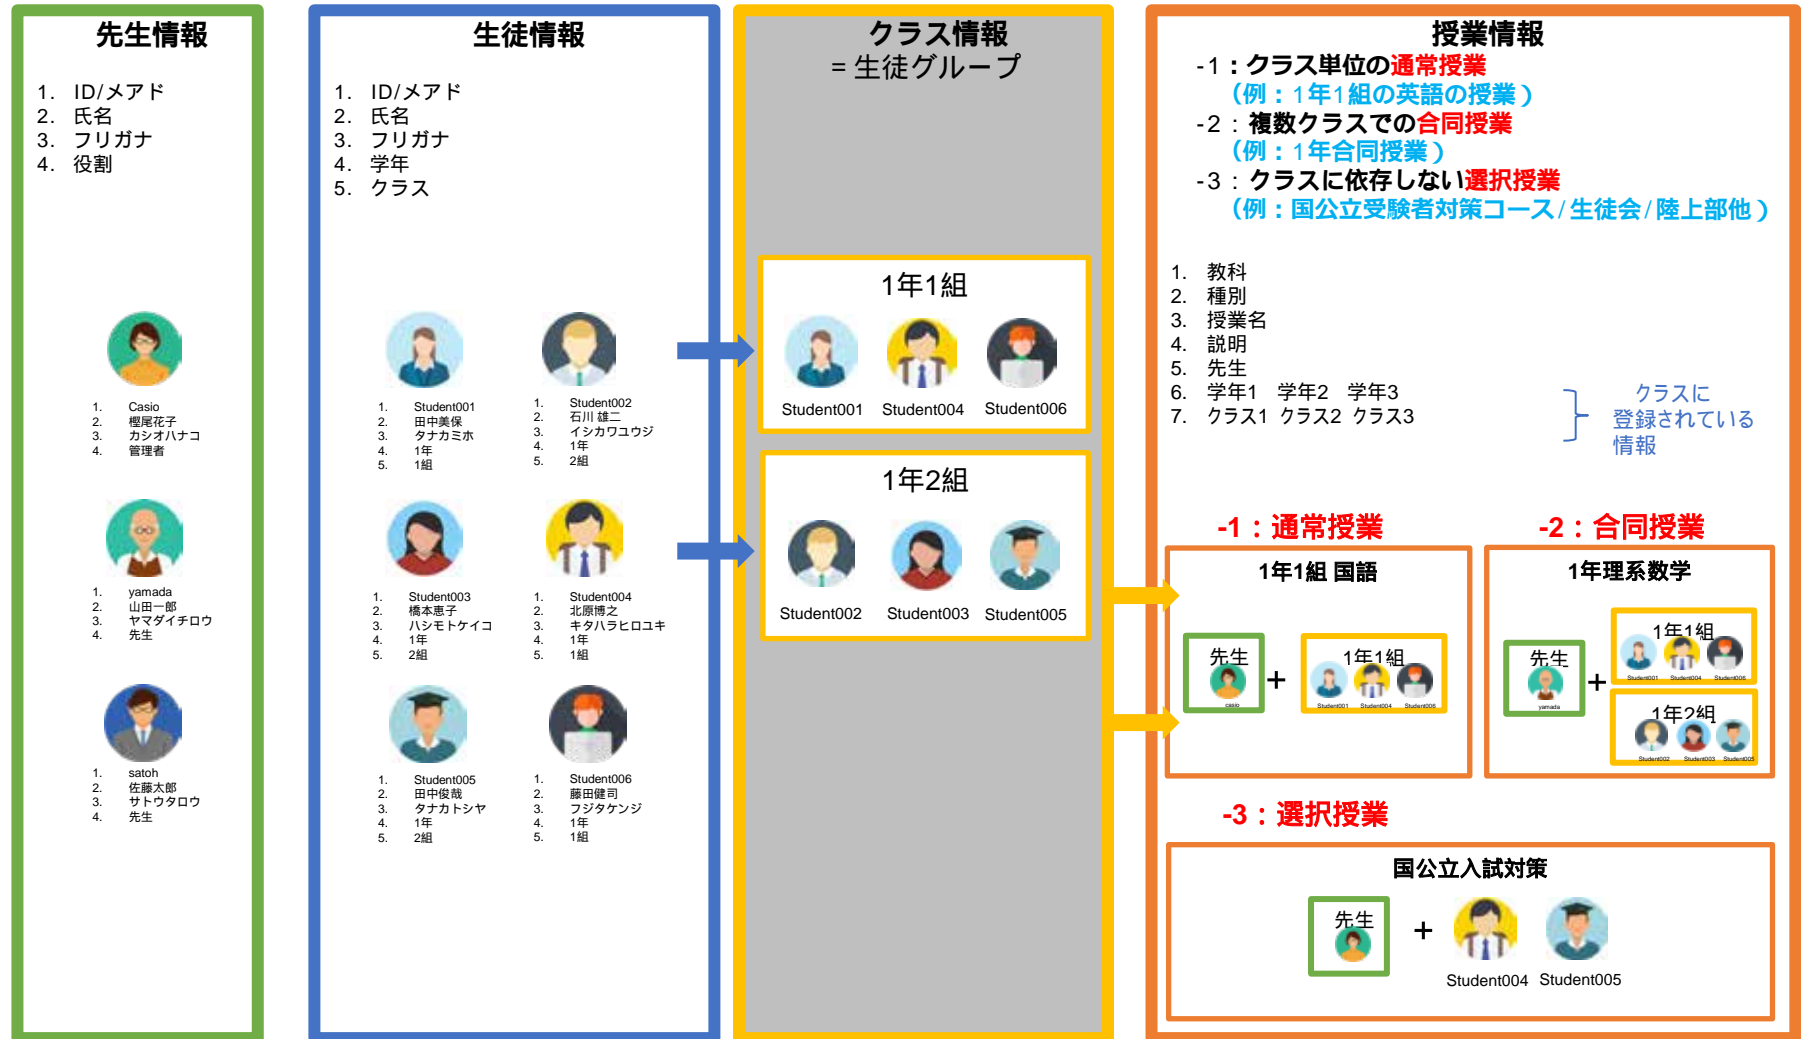 先生情報
1. ID/メアド
2. 氏名
3. フリガナ
4. 役割
1. Casio
2. 樫尾花子
3. カシオハナコ
4. 管理者
1. yamada
2. 山田一郎
3. ヤマダイチロウ
4. 先生
1. satoh
2. 佐藤太郎
3. サトウタロウ
4. 先生
生徒情報
1. ID/メアド
2. 氏名
3. フリガナ
4. 学年
5. クラス
1. Student001
2. 田中美保
3. タナカミホ
4. 1年
5. 1組
1. Student002
2. 石川 雄二
3. イシカワユウジ
4. 1年
5. 2組
1. Student003
2. 橋本恵子
3. ハシモトケイコ
4. 1年
5. 2組
1. Student004
2. 北原博之
3. キタハラヒロユキ
4. 1年
5. 1組
1. Student005
2. 田中俊哉
3. タナカトシヤ
4. 1年
5. 2組
1. Student006
2. 藤田健司
3. フジタケンジ
4. 1年
5. 1組
クラス情報
= 生徒グループ
1年1組
Student001 Student004 Student006
1年2組
Student002 Student003 Student005
授業情報
-1：クラス単位の通常授業
（例：1年1組の英語の授業）
-2：複数クラスでの合同授業
（例：1年合同授業）
-3：クラスに依存しない選択授業
（例：国公立受験者対策コース/生徒会/陸上部他）
1. 教科
2. 種別
3. 授業名
4. 説明
5. 先生
6. 学年1 学年2 学年3
7. クラス1 クラス2 クラス3
クラスに
登録されている
情報
-1：通常授業
1年1組 国語
先生
casio
+
1年1組
Student001 Student004 Student006
-2：合同授業
1年理系数学
先生
yamada
+
1年1組
Student001 Student004 Student006
1年2組
Student002 Student003 Student005
-3：選択授業
国公立入試対策
先生
+
Student004 Student005